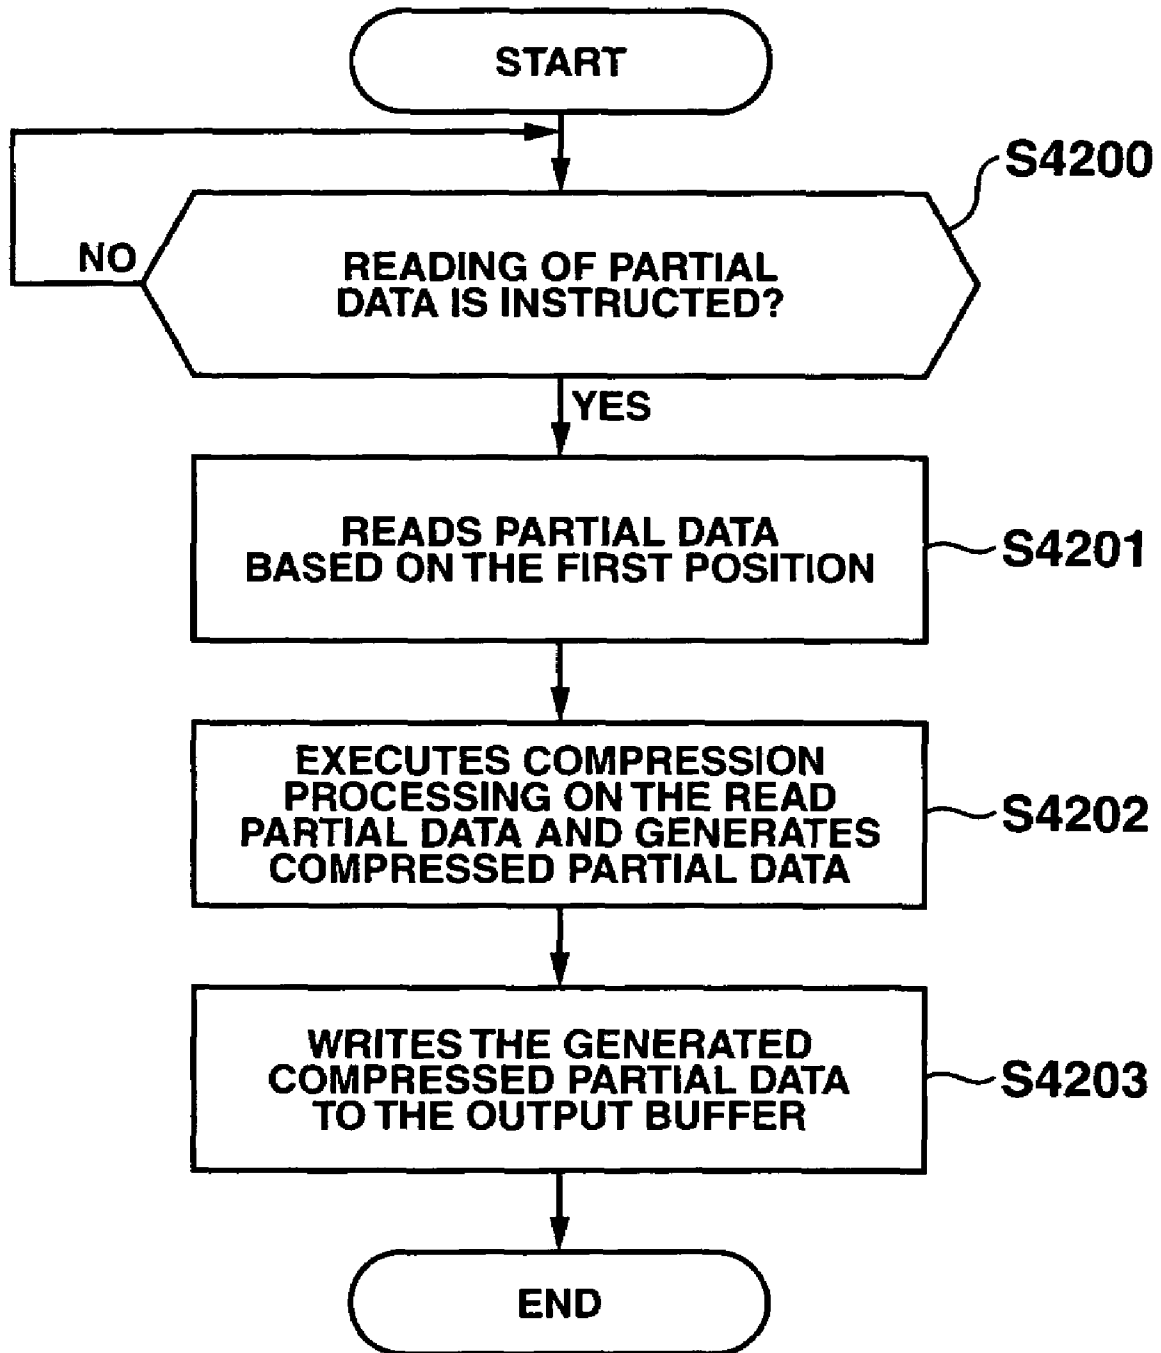 START
S4200
NO
READING OF PARTIAL
DATA IS INSTRUCTED?
YES
READS PARTIAL DATA
BASED ON THE FIRST POSITION
S4201
EXECUTES COMPRESSION
PROCESSING ON THE READ
PARTIAL DATA AND GENERATES
COMPRESSED PARTIAL DATA
S4202
WRITES THE GENERATED
COMPRESSED PARTIAL DATA
TO THE OUTPUT BUFFER
S4203
END